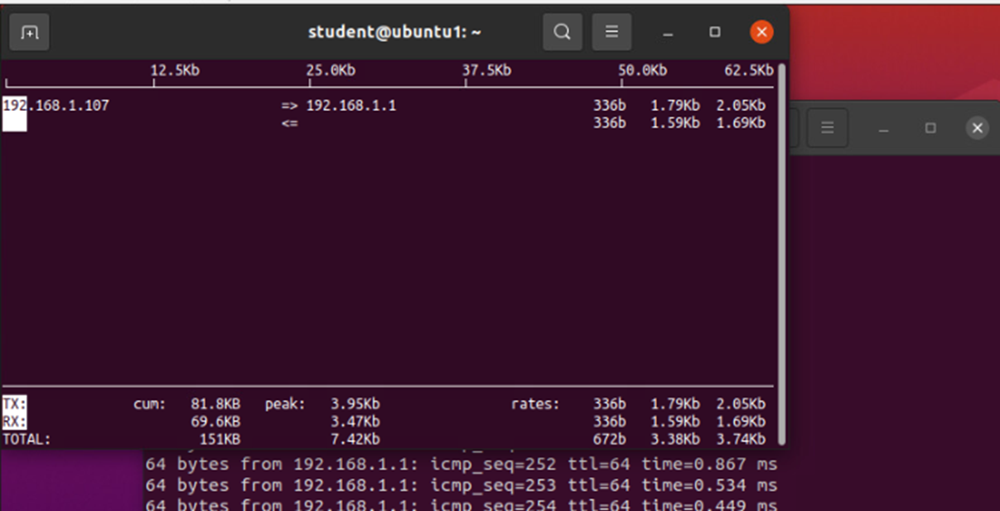 student@ubuntu1: ~
12.5Kb 25.0Kb 37.5Kb 50.0Kb 62.5Kb
192.168.1.107 => 192.168.1.1 336b 1.79Kb 2.05Kb
<= 336b 1.59Kb 1.69Kb
TX: cum: 81.8KB peak: 3.95Kb rates: 336b 1.79Kb 2.05Kb
RX: 69.6KB 3.47Kb 336b 1.59Kb 1.69Kb
TOTAL: 151KB 7.42Kb 672b 3.38Kb 3.74Kb
64 bytes from 192.168.1.1: icmp_seq=252 ttl=64 time=0.867 ms
64 bytes from 192.168.1.1: icmp_seq=253 ttl=64 time=0.534 ms
64 bytes from 192.168.1.1: icmp_seq=254 ttl=64 time=0.449 ms